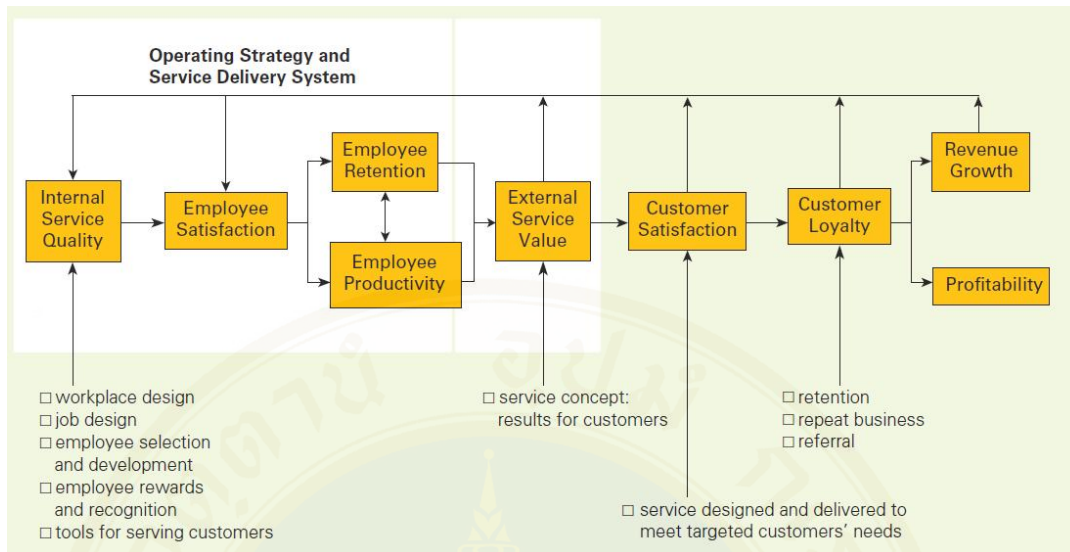 Operating Strategy and
Service Delivery System
Internal
Service
Quality
Employee
Satisfaction
Employee
Retention
Employee
Productivity
External
Service
Value
Customer
Satisfaction
Customer
Loyalty
Revenue
Growth
Profitability
□ workplace design
□ job design
□ employee selection
and development
□ employee rewards
and recognition
□ tools for serving customers
□ service concept:
results for customers
□ service designed and delivered to
meet targeted customers’ needs
□ retention
□ repeat business
□ referral